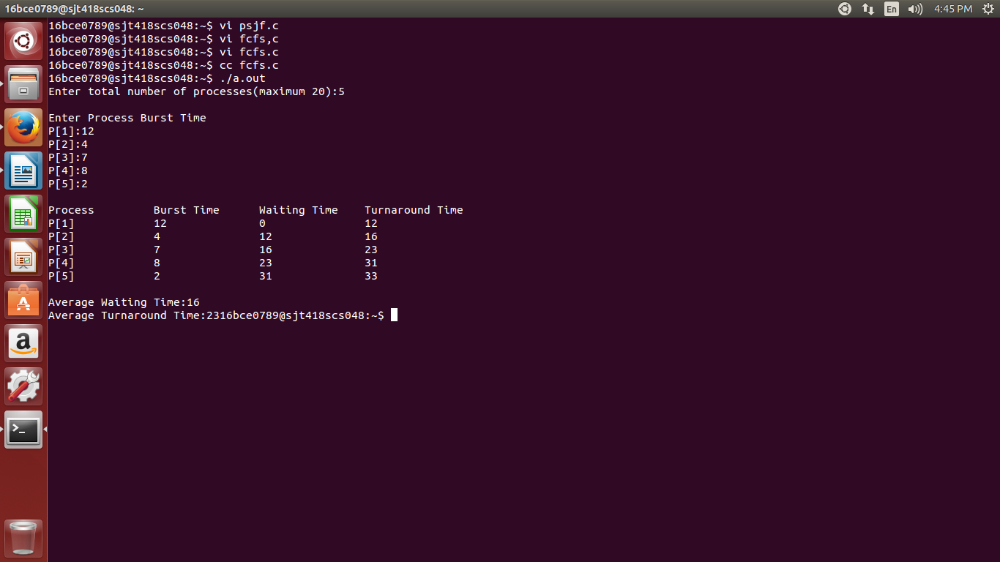 16bce0789@sjt418scs048: ~
En
4:45 PM
16bce0789@sjt418scs048:~$ vi psjf.c
16bce0789@sjt418scs048:~$ vi fcfs,c
16bce0789@sjt418scs048:~$ vi fcfs.c
16bce0789@sjt418scs048:~$ cc fcfs.c
16bce0789@sjt418scs048:~$ ./a.out
Enter total number of processes(maximum 20):5
Enter Process Burst Time
P[1]:12
P[2]:4
P[3]:7
P[4]:8
P[5]:2
Process Burst Time Waiting Time Turnaround Time
P[1] 12 0 12
P[2] 4 12 16
P[3] 7 16 23
P[4] 8 23 31
P[5] 2 31 33
Average Waiting Time:16
Average Turnaround Time:2316bce0789@sjt418scs048:~$